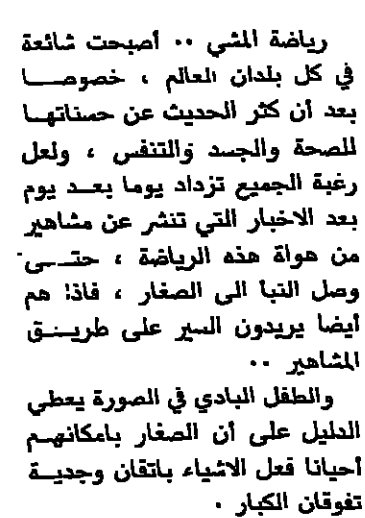 رياضة المشي .. أصبحت شائعة
في كل بلدان العالم ، خصوصا
بعد أن كثر الحديث عن حسناتها
للصحة والجسد والتنفس ، ولعل
رغبة الجميع تزداد يوما بعد يوم
بعد الاخبار التي تنشر عن مشاهير
من هواة هذه الرياضة ، حتى
وصل النبأ الى الصغار ، فاذا هم
أيضا يريدون السير على طريق
المشاهير ..
والطفل البادي في الصورة يعطي
الدليل على أن الصغار بامكانهم
أحيانا فعل الاشياء باتقان وجدية
تفوقان الكبار .